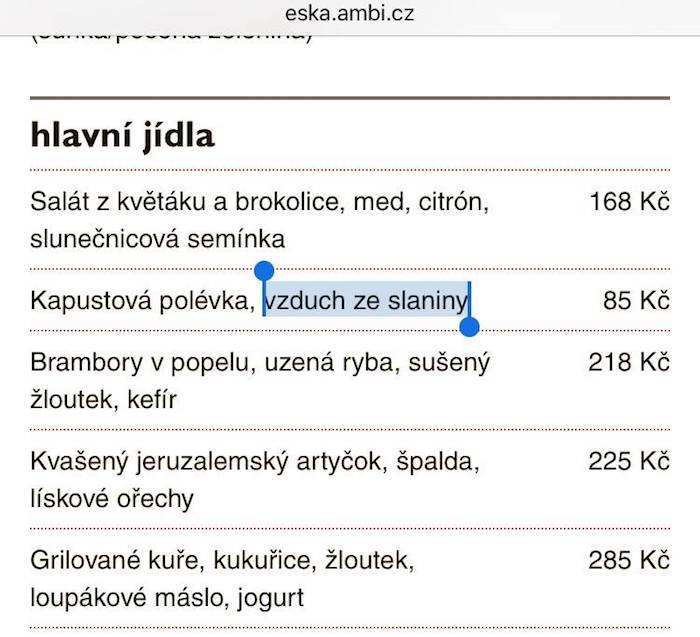 eska.ambi.cz
hlavní jídla
Salát z květáku a brokolice, med, citrón, 168 Kč
slunečnicová semínka
Kapustová polévka, vzduch ze slaniny 85 Kč
Brambory v popelu, uzená ryba, sušený 218 Kč
žloutek, kefír
Kvašený jeruzalemský artyčok, špalda, 225 Kč
lískové ořechy
Grilované kuře, kukuřice, žloutek, 285 Kč
loupákové máslo, jogurt